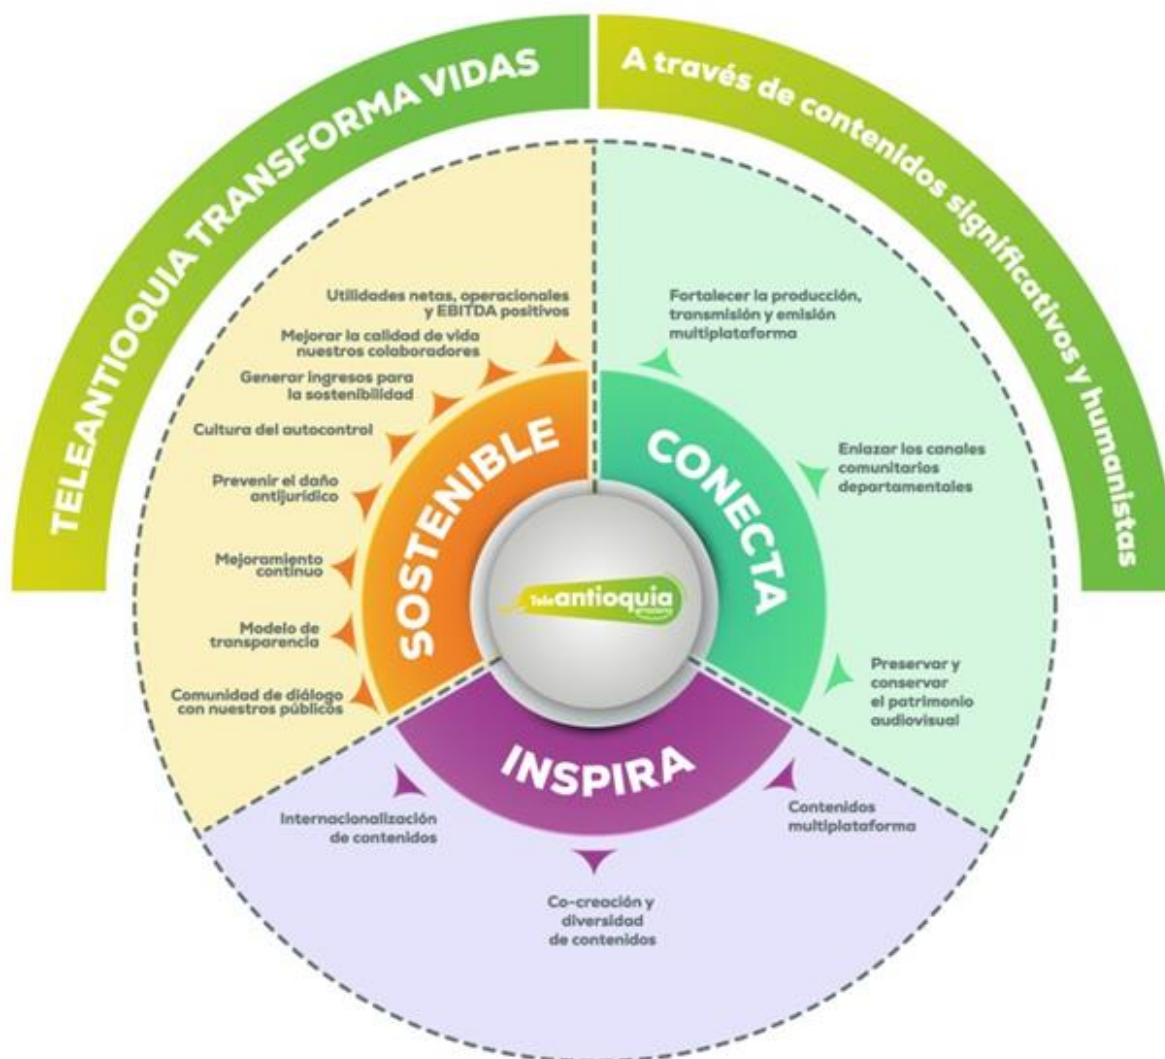 TELEANTIOQUIA TRANSFORMA VIDAS
A través de contenidos significativos y humanistas
Utilidades netas, operacionales
y EBITDA positivos
Mejorar la calidad de vida
nuestros colaboradores
Generar ingresos para
la sostenibilidad
Cultura del autocontrol
Prevenir el daño
antijurídico
Mejoramiento
continuo
Modelo de
transparencia
Comunidad de diálogo
con nuestros públicos
SOSTENIBLE
Fortalecer la producción,
transmisión y emisión
multiplataforma
Enlazar los canales
comunitarios
departamentales
Preservar y
conservar
el patrimonio
audiovisual
CONECTA
Teleantioquia
INSPIRA
Internacionalización
de contenidos
Co-creación y
diversidad
de contenidos
Contenidos
multiplataforma